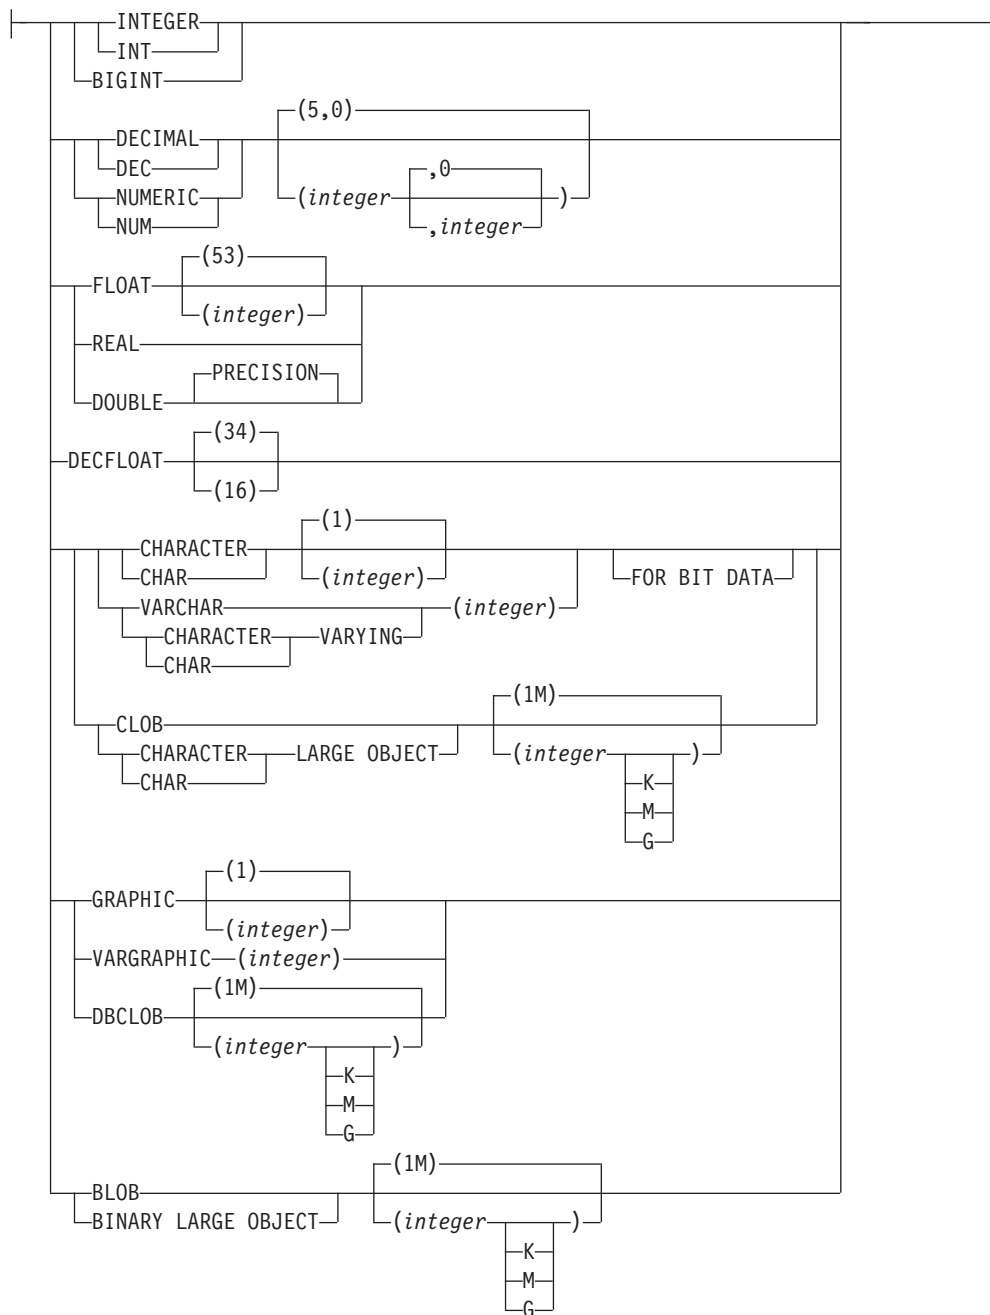 INTEGER
INT
BIGINT
(5,0)
DECIMAL
DEC
,0
NUMERIC (integer )
NUM ,integer
(53)
FLOAT
(integer)
REAL
PRECISION
DOUBLE
(34)
DECFLOAT
(16)
(1)
CHARACTER
CHAR (integer) FOR BIT DATA
VARCHAR (integer)
CHARACTER VARYING
CHAR
(1M)
CLOB
CHARACTER LARGE OBJECT (integer )
CHAR K
M
G
(1)
GRAPHIC
(integer)
VARGRAPHIC (integer)
(1M)
DBCLOB
(integer )
K
M
G
(1M)
BLOB
BINARY LARGE OBJECT (integer )
K
M
G